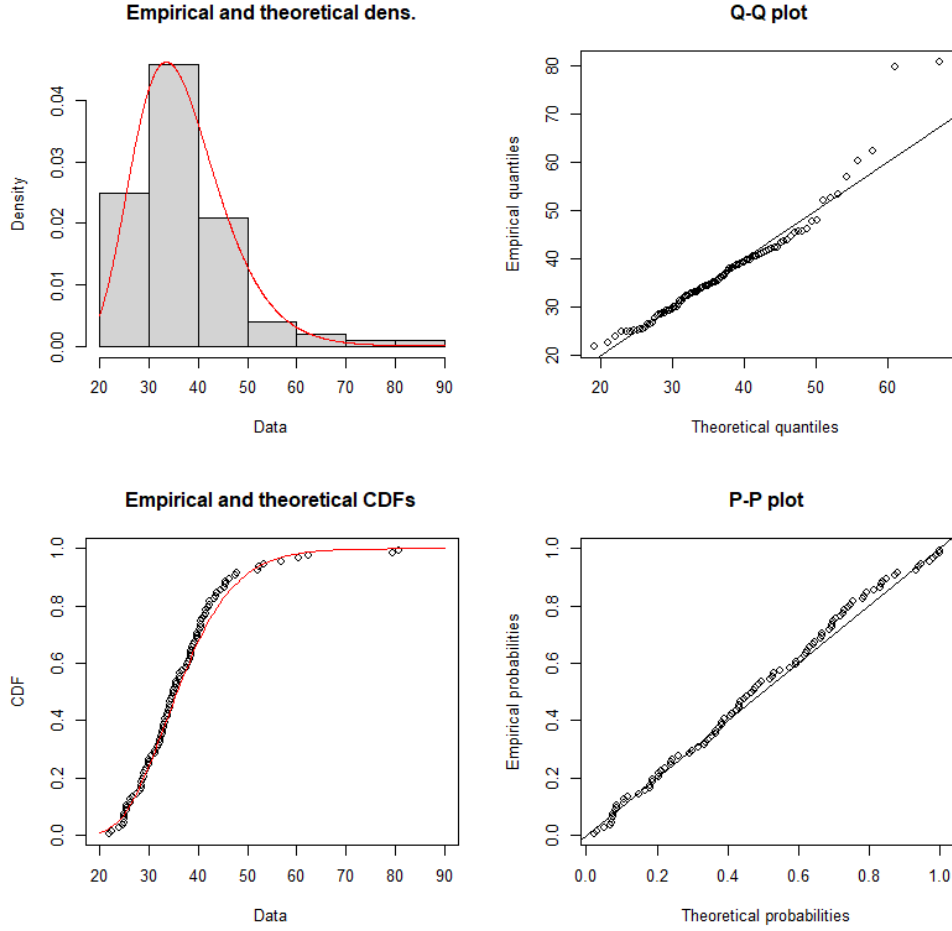 Empirical and theoretical dens.
Density
0.00 0.01 0.02 0.03 0.04
20 30 40 50 60 70 80 90
Data
Q-Q plot
Empirical quantiles
20 30 40 50 60 70 80
20 30 40 50 60
Theoretical quantiles
Empirical and theoretical CDFs
CDF
0.0 0.2 0.4 0.6 0.8 1.0
20 30 40 50 60 70 80 90
Data
P-P plot
Empirical probabilities
0.0 0.2 0.4 0.6 0.8 1.0
0.0 0.2 0.4 0.6 0.8 1.0
Theoretical probabilities